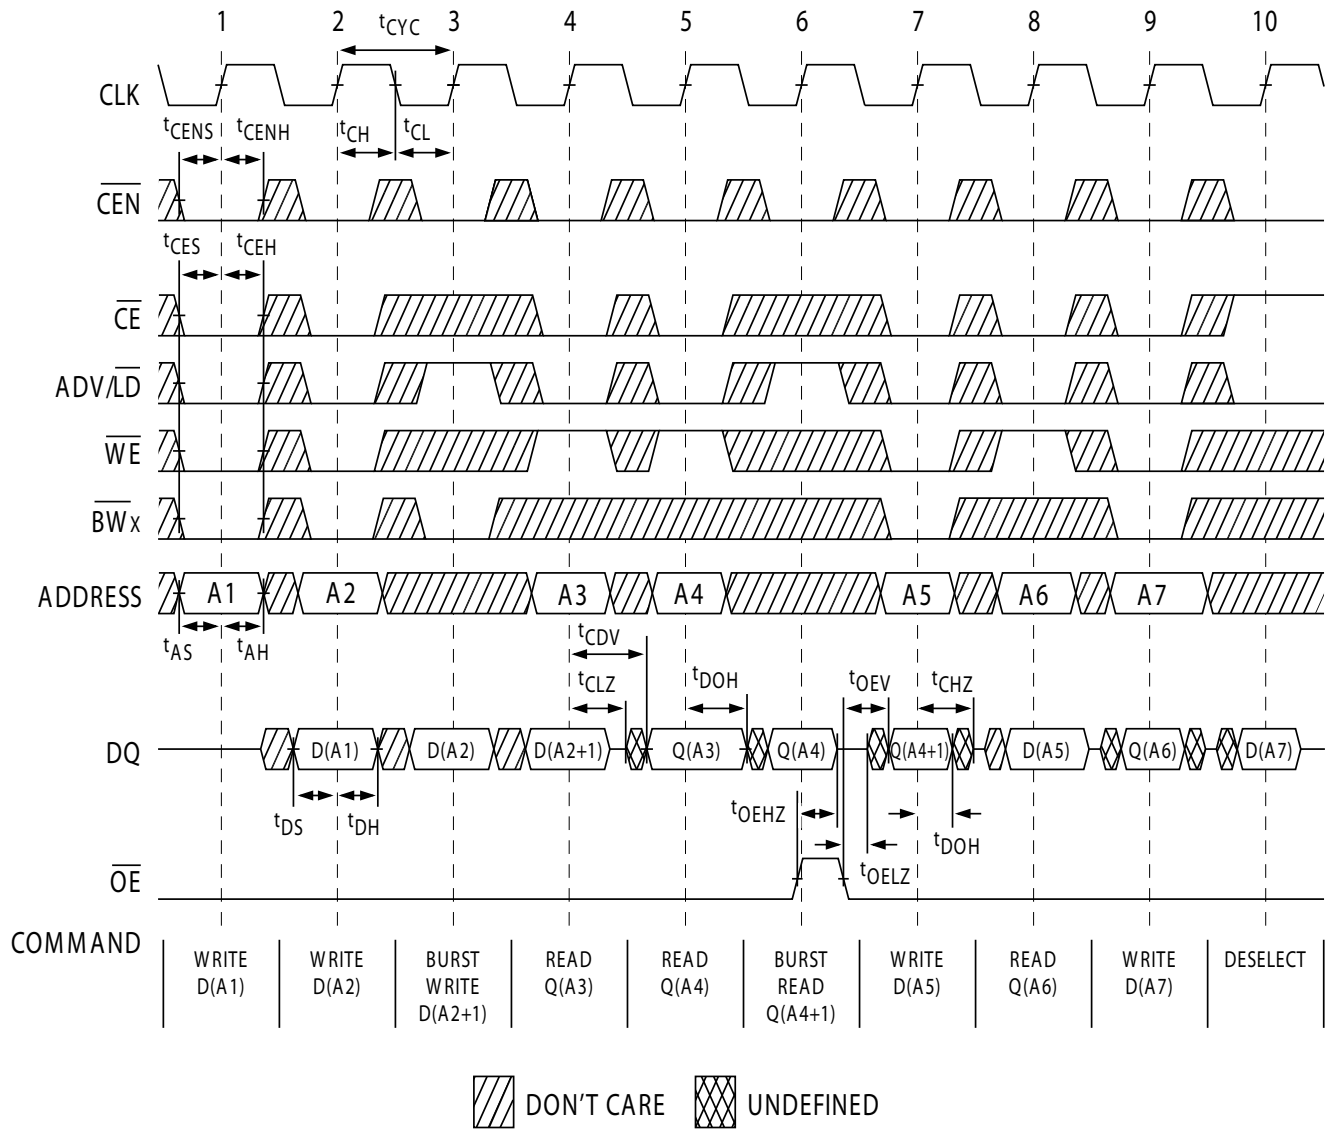 1 2 tCYC 3 4 5 6 7 8 9 10
CLK
tCENS tCENH tCH tCL
CEN
tCES tCEH
CE
ADV/LD
WE
BWx
ADDRESS A1 A2 A3 A4 A5 A6 A7
tAS tAH tCDV
tCLZ tDOH tOEV tCHZ
DQ D(A1) D(A2) D(A2+1) Q(A3) Q(A4) Q(A4+1) D(A5) Q(A6) D(A7)
tDS tDH tOEHZ tDOH
tOELZ
OE
COMMAND
WRITE WRITE BURST READ READ BURST WRITE READ WRITE DESELECT
D(A1) D(A2) WRITE Q(A3) Q(A4) READ D(A5) Q(A6) D(A7)
D(A2+1) Q(A4+1)
DON'T CARE UNDEFINED